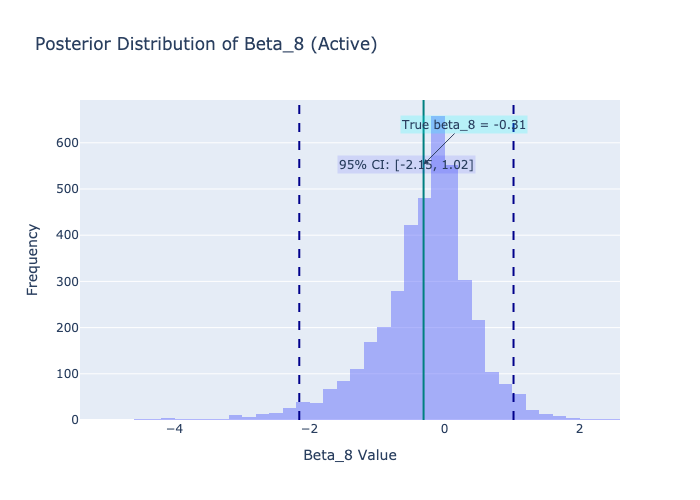 Posterior Distribution of Beta_8 (Active)
True beta_8 = -0.31
95% CI: [-2.15, 1.02]
Frequency
600
500
400
300
200
100
0
−4
−2
0
2
Beta_8 Value